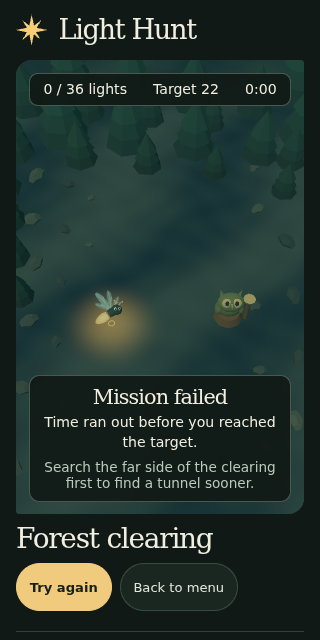 Light Hunt
0 / 36 lights Target 22 0:00
Mission failed
Time ran out before you reached
the target.
Search the far side of the clearing
first to find a tunnel sooner.
Forest clearing
Try again Back to menu